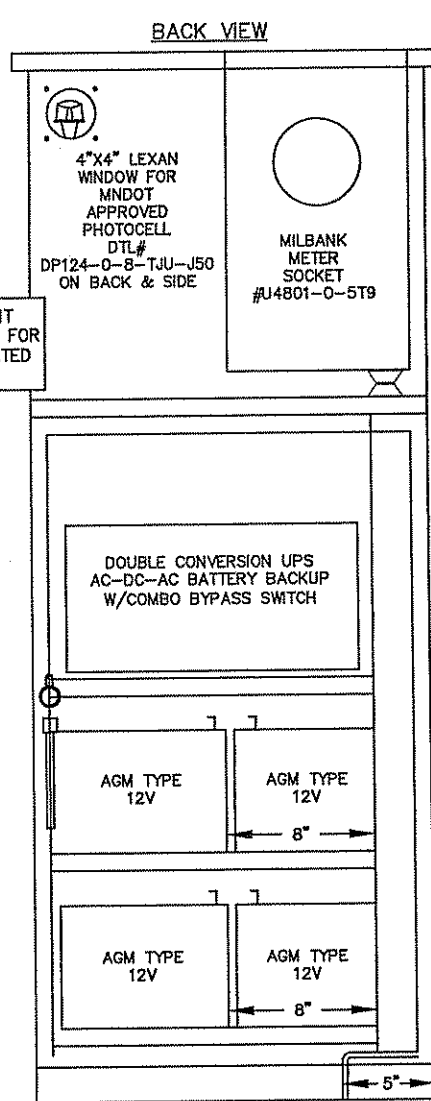 BACK VIEW
4"X4" LEXAN
WINDOW FOR
MNDOT
APPROVED
PHOTOCELL
DTL#
DP124-0-8-TJU-J50
ON BACK & SIDE
MILBANK
METER
SOCKET
#U4801-0-5T9
FOR
DOUBLE CONVERSION UPS
AC-DC-AC BATTERY BACKUP
W/COMBO BYPASS SWITCH
AGM TYPE
12V
AGM TYPE
12V
8"
AGM TYPE
12V
AGM TYPE
12V
8"
5"